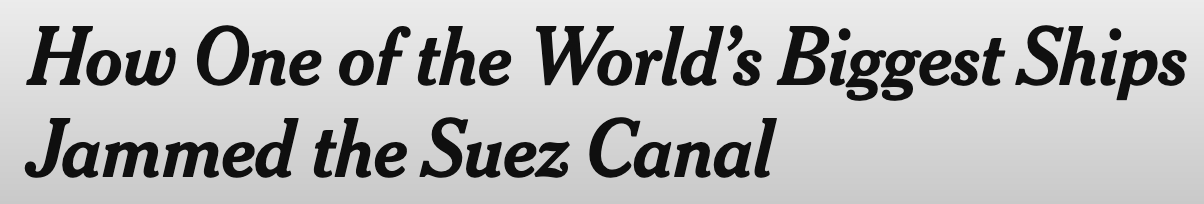 How One of the World’s Biggest Ships
Jammed the Suez Canal